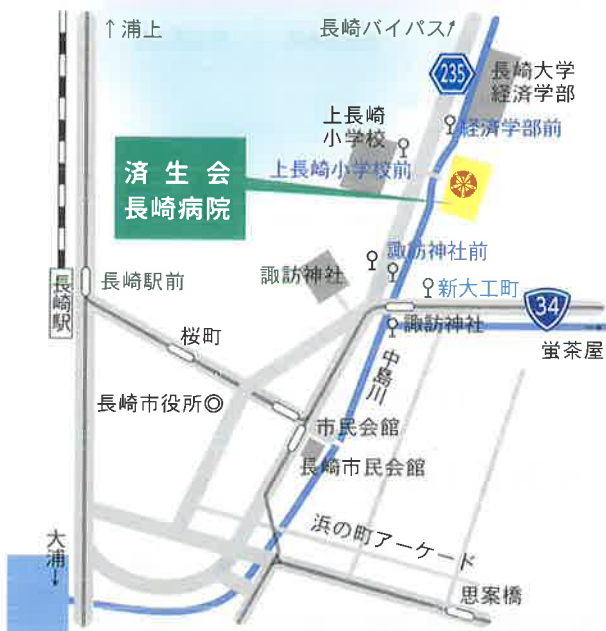 ↑浦上
長崎バイパス↑
235
長崎大学
経済学部
上長崎
小学校
経済学部前
済生会
長崎病院
上長崎小学校前
諏訪神社前
諏訪神社
長崎駅前
長崎駅
新大工町
34
諏訪神社
蛍茶屋
桜町
中島川
長崎市役所◎
市民会館
長崎市民会館
浜の町アーケード
大浦↓
思案橋